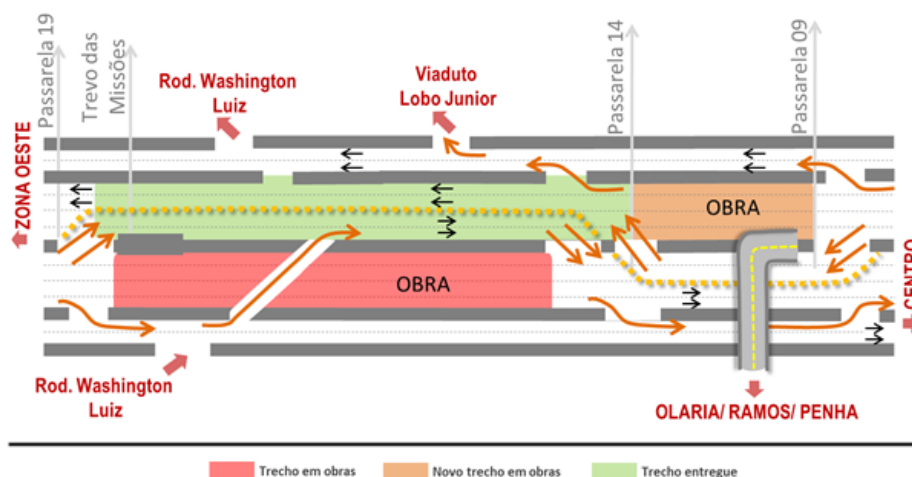 Passarela 19
Trevo das
Missões
Rod. Washington
Luiz
Viaduto
Lobo Junior
Passarela 14
Passarela 09
ZONA OESTE
OBRA
OBRA
CENTRO
Rod. Washington
Luiz
OLARIA/ RAMOS/ PENHA
Trecho em obras
Novo trecho em obras
Trecho entregue